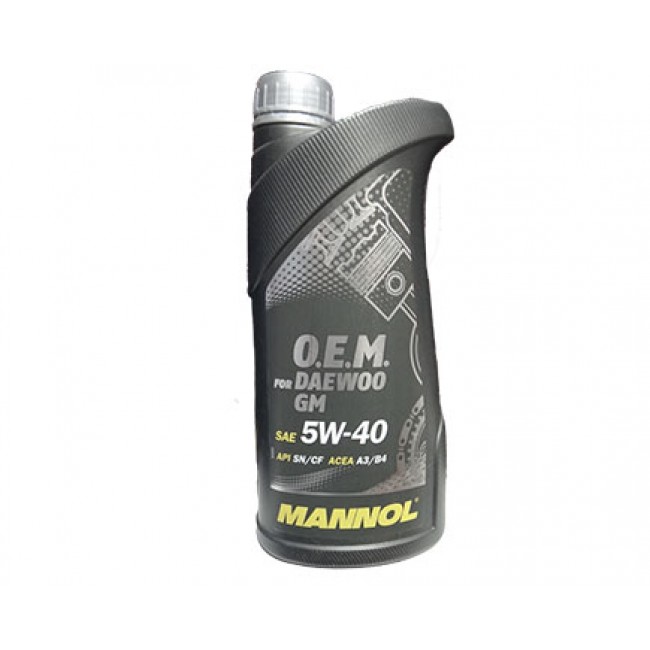 O.E.M.
FOR DAEWOO
GM
SAE 5W-40
API SN/CF ACEA A3/B4
MANNOL